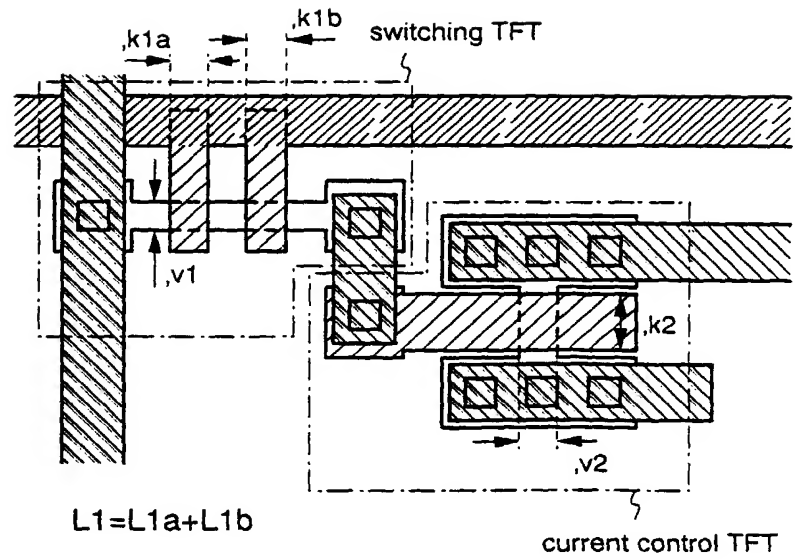 ,k1b
switching TFT
,k1a
,v1
,k2
,v2
L1=L1a+L1b
current control TFT